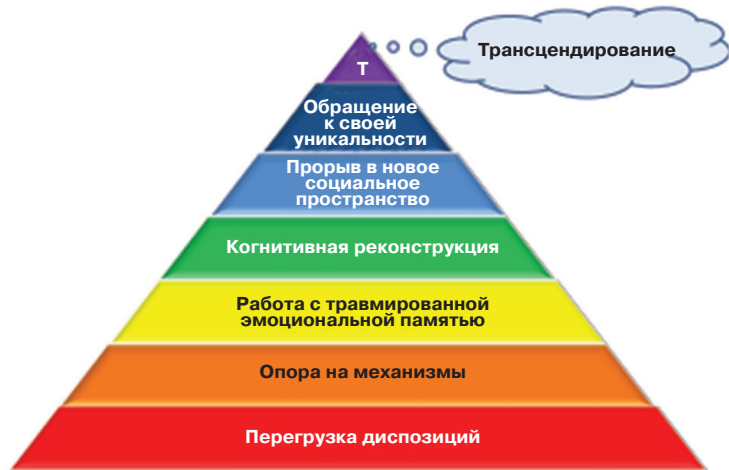 Трансцендирование
Т
Обращение
к своей
уникальности
Прорыв в новое
социальное
пространство
Когнитивная реконструкция
Работа с травмированной
эмоциональной памятью
Опора на механизмы
Перегрузка диспозиций